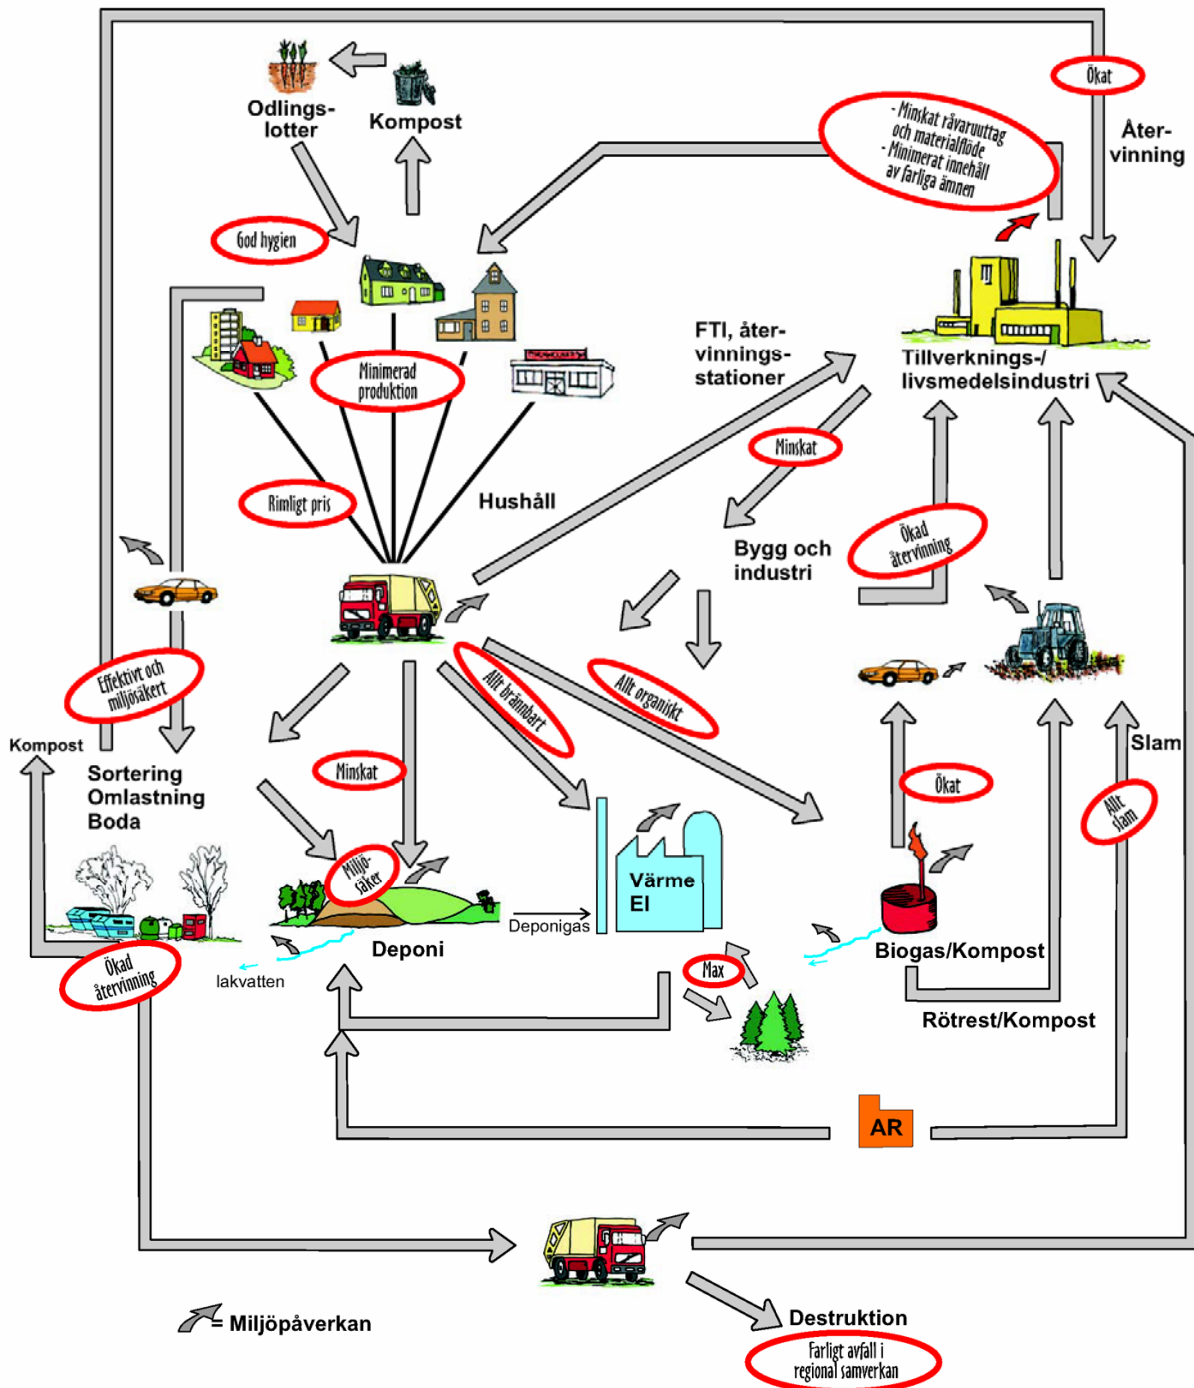 Ökat
Odlings-
lotter
Kompost
- Minskat råvaruuttag
och materialflöde
- Minimerat innehåll
av farliga ämnen
Åter-
vinning
God hygien
FTI, åter-
vinnings-
stationer
Tillverknings-/
livsmedelsindustri
Minimerad
produktion
Minskat
Rimligt pris
Hushåll
Bygg och
industri
Ökad
återvinning
Effektivt och
miljösäkert
Allt brännbart
Allt organiskt
Kompost
Sortering
Omlastning
Boda
Minskat
Ökat
Slam
Allt
slam
Miljö-
säker
Värme
El
Deponigas
Deponi
Biogas/Kompost
Ökad
återvinning
lakvatten
Max
Rötrest/Kompost
AR
= Miljöpåverkan
Destruktion
Farligt avfall i
regional samverkan